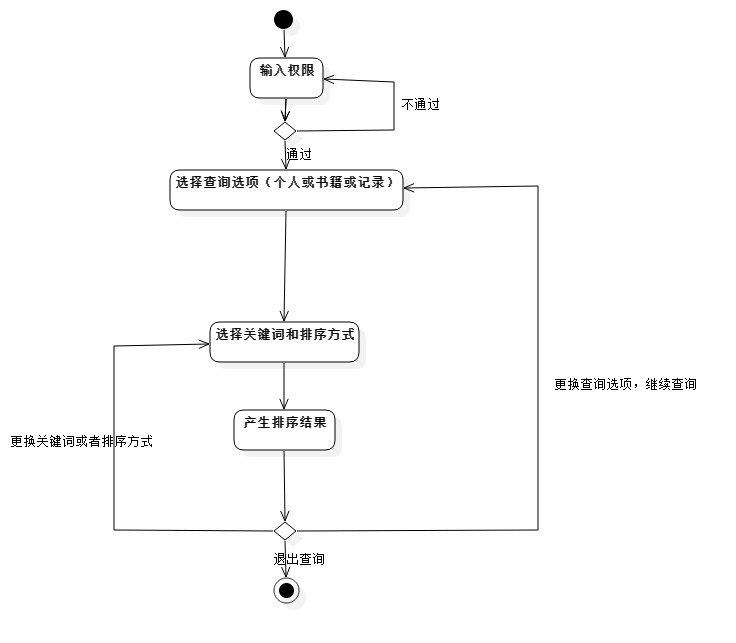 输入权限
不通过
通过
选择查询选项（个人或书籍或记录）
选择关键词和排序方式
更换查询选项，继续查询
产生排序结果
更换关键词或者排序方式
退出查询